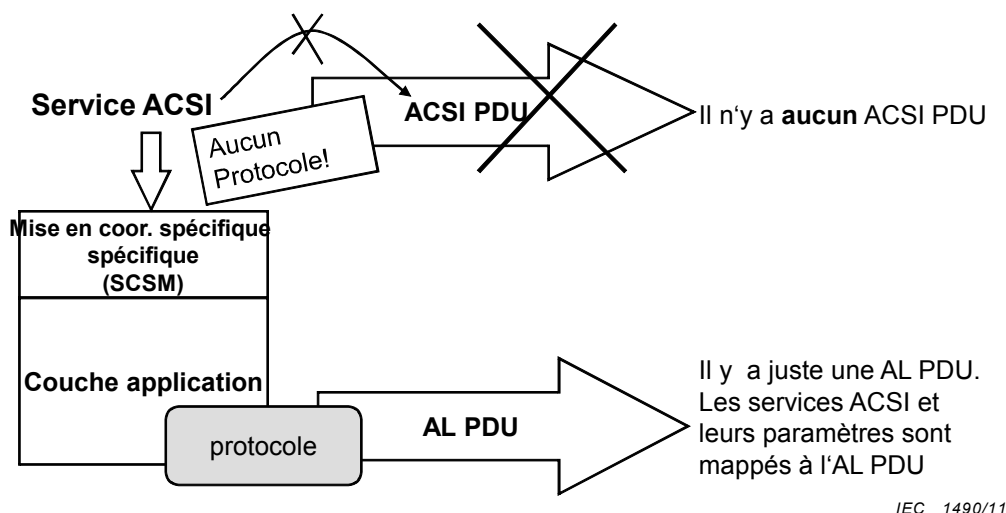 Service ACSI
ACSI PDU
Il n‘y a aucun ACSI PDU
Aucun
Protocole!
Mise en coor. spécifique
spécifique
(SCSM)
Couche application
protocole
AL PDU
Il y  a juste une AL PDU.
Les services ACSI et
leurs paramètres sont
mappés à l‘AL PDU
IEC 1490/11